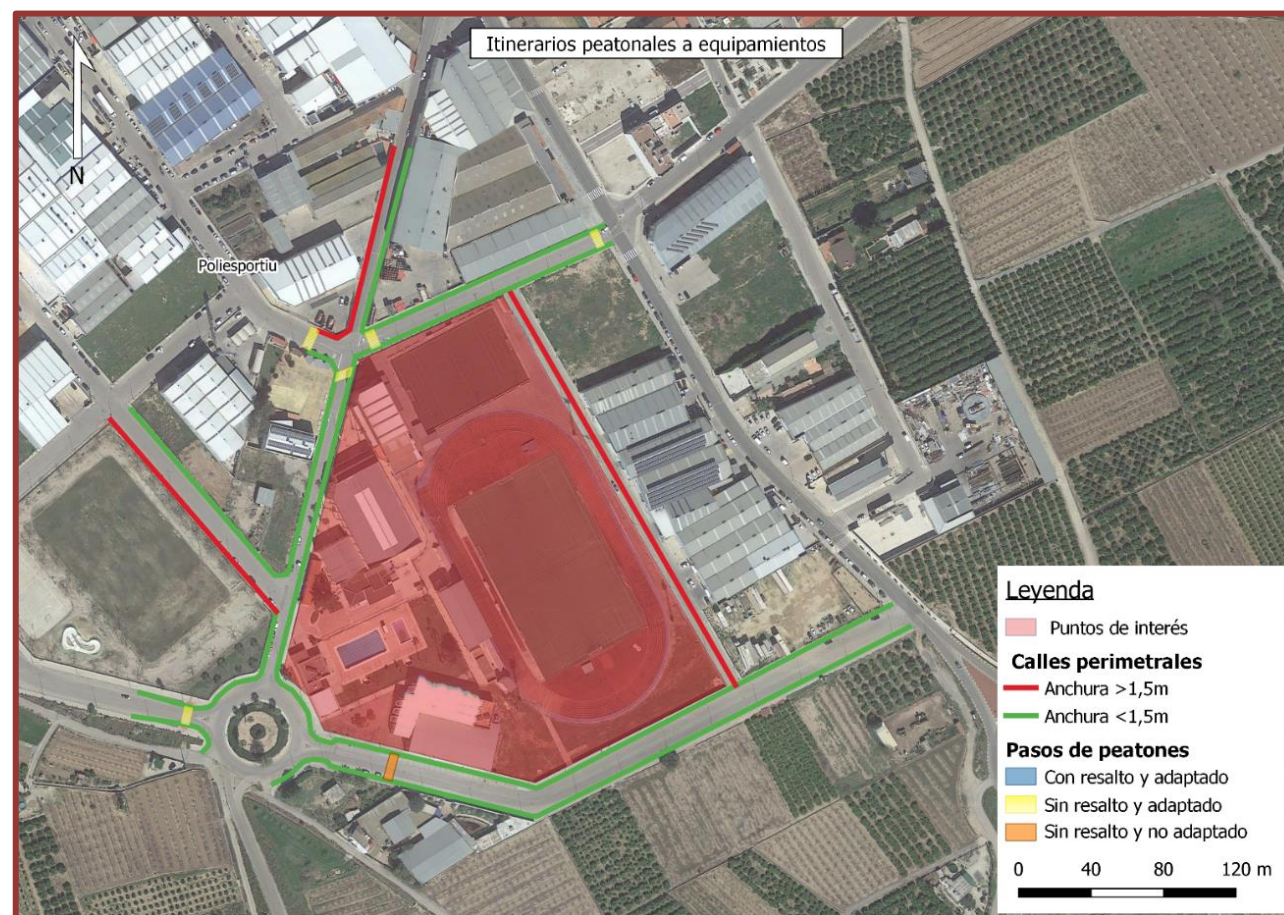 Itinerarios peatonales a equipamientos
N
Poliesportiu
Leyenda
Puntos de interés
Calles perimetrales
Anchura >1,5m
Anchura <1,5m
Pasos de peatones
Con resalto y adaptado
Sin resalto y adaptado
Sin resalto y no adaptado
0 40 80 120 m